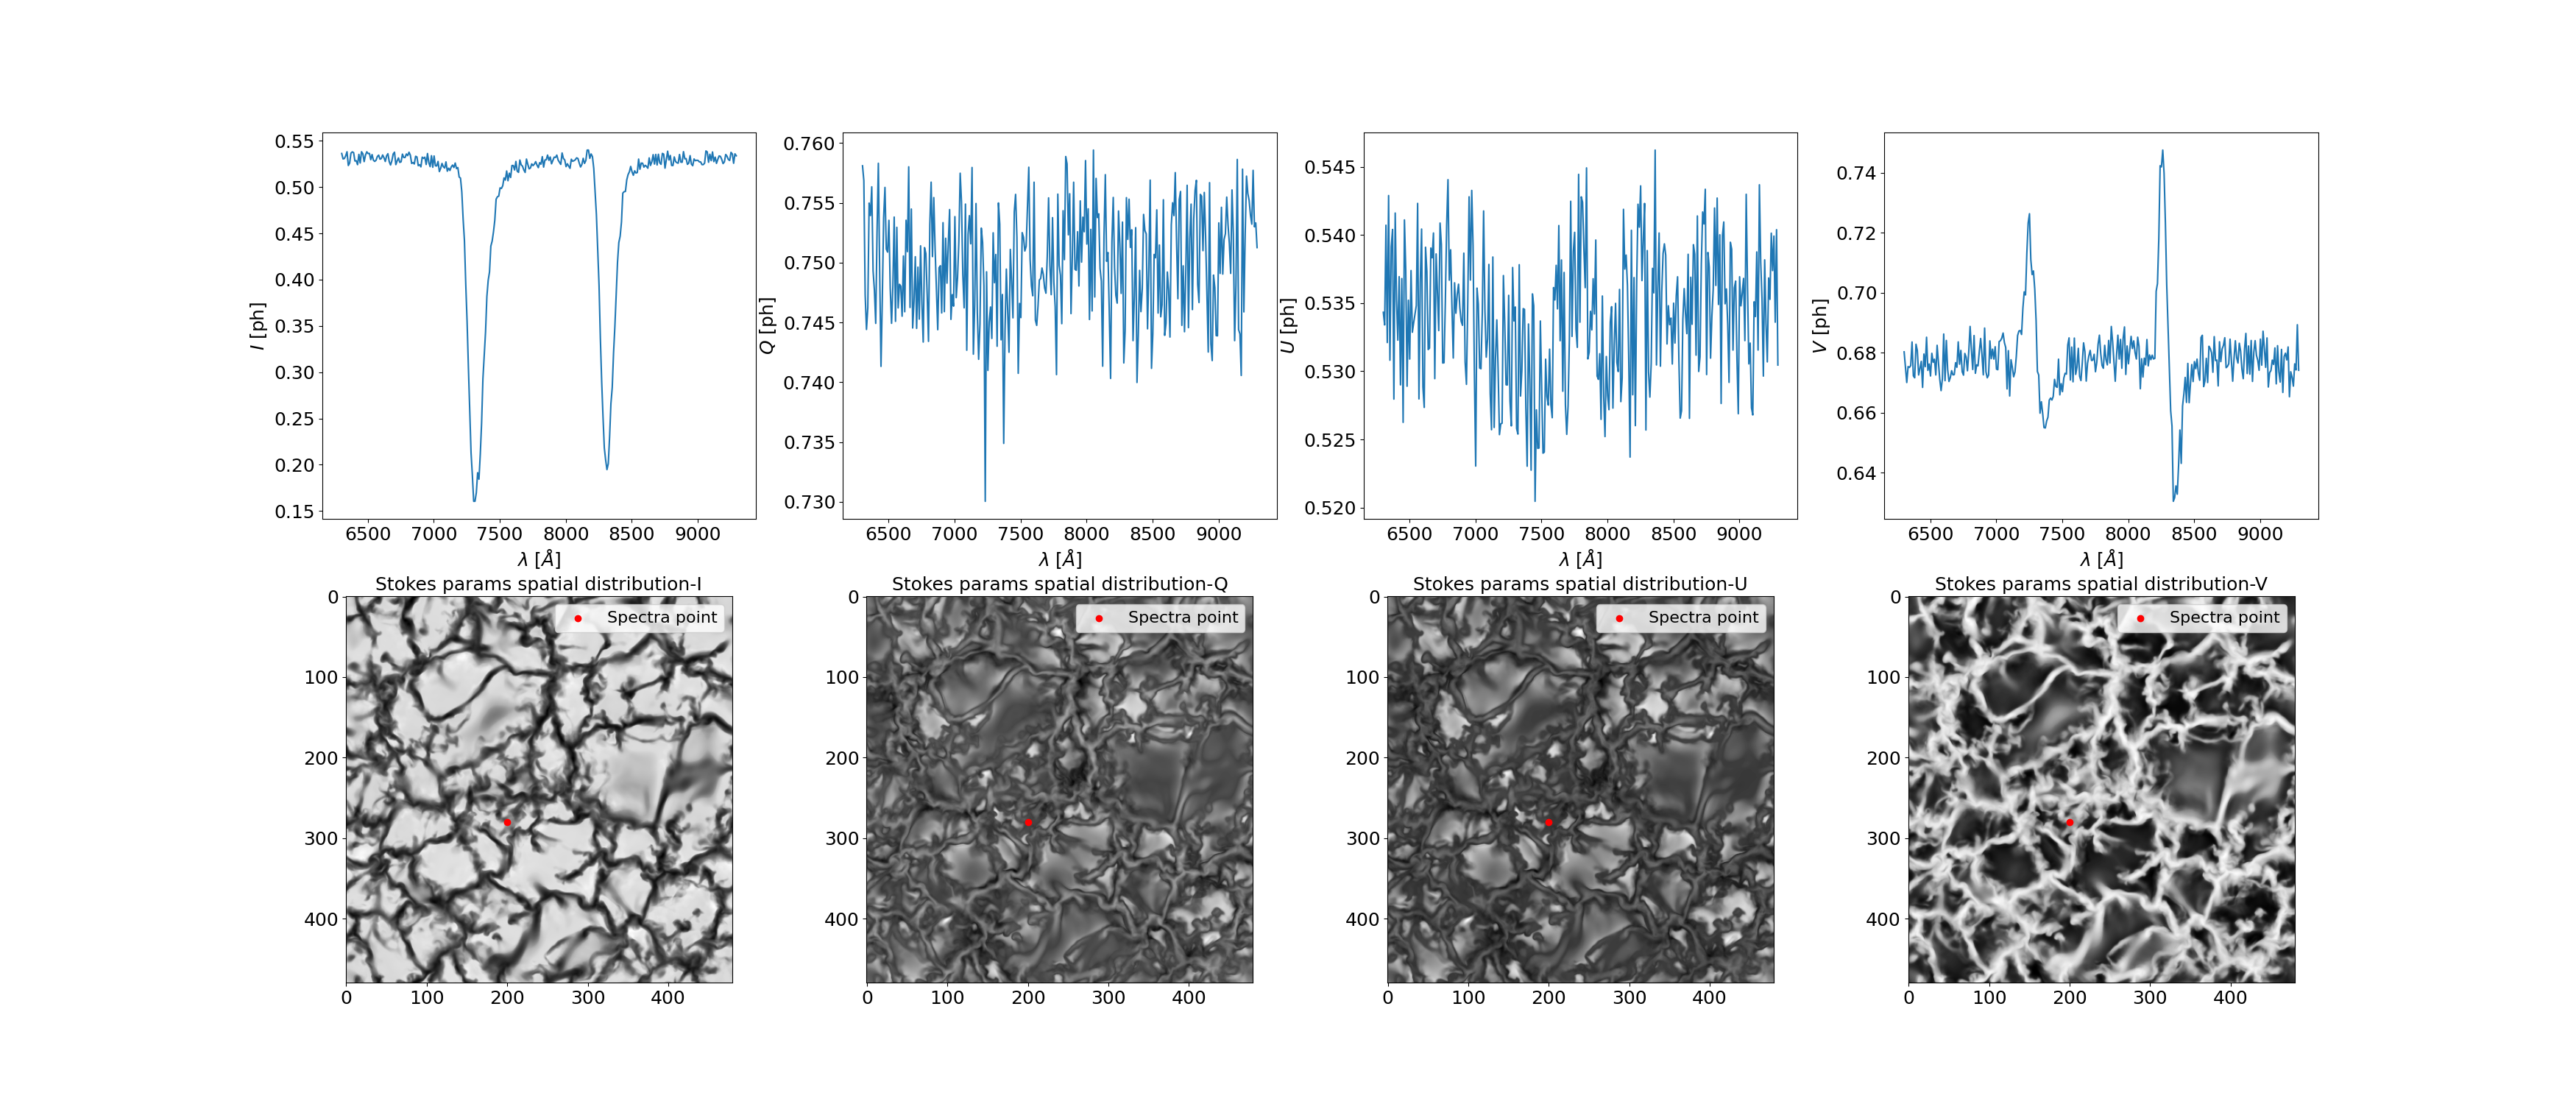 0.55
0.50
0.45
0.40
0.35
0.30
0.25
0.20
0.15
I [ph]
6500 7000 7500 8000 8500 9000
λ [Å]
0.760
0.755
0.750
0.745
0.740
0.735
0.730
Q [ph]
6500 7000 7500 8000 8500 9000
λ [Å]
0.545
0.540
0.535
0.530
0.525
0.520
U [ph]
6500 7000 7500 8000 8500 9000
λ [Å]
0.74
0.72
0.70
0.68
0.66
0.64
V [ph]
6500 7000 7500 8000 8500 9000
λ [Å]
Stokes params spatial distribution-I
Spectra point
0
100
200
300
400
0 100 200 300 400
Stokes params spatial distribution-Q
Spectra point
0
100
200
300
400
0 100 200 300 400
Stokes params spatial distribution-U
Spectra point
0
100
200
300
400
0 100 200 300 400
Stokes params spatial distribution-V
Spectra point
0
100
200
300
400
0 100 200 300 400